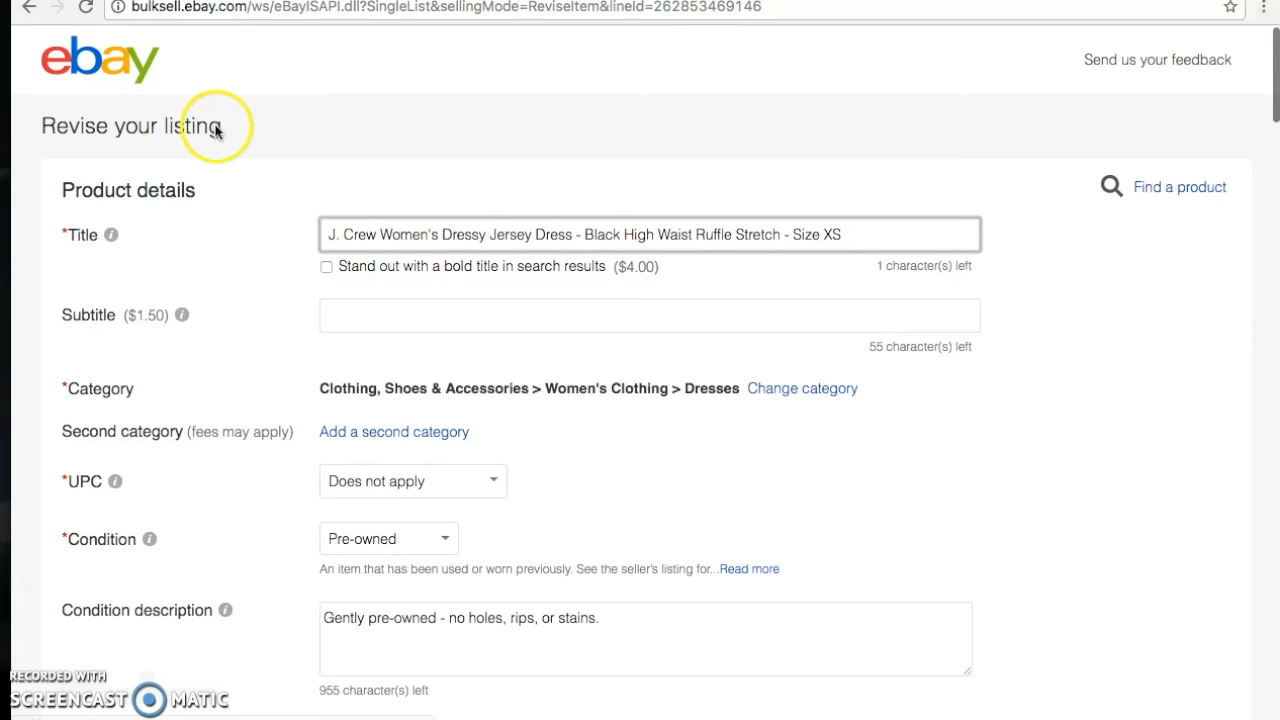 bulksell.ebay.com/ws/eBayISAPI.dll?SingleList&sellingMode=ReviseItem&lineId=262853469146
ebay
Send us your feedback
Revise your listing
Product details
Find a product
*Title
J. Crew Women's Dressy Jersey Dress - Black High Waist Ruffle Stretch - Size XS
Stand out with a bold title in search results ($4.00)
1 character(s) left
Subtitle ($1.50)
55 character(s) left
*Category
Clothing, Shoes & Accessories > Women's Clothing > Dresses Change category
Second category (fees may apply)
Add a second category
*UPC
Does not apply
*Condition
Pre-owned
An item that has been used or worn previously. See the seller's listing for...Read more
Condition description
Gently pre-owned - no holes, rips, or stains.
955 character(s) left
RECORDED WITH
SCREENCAST MATIC